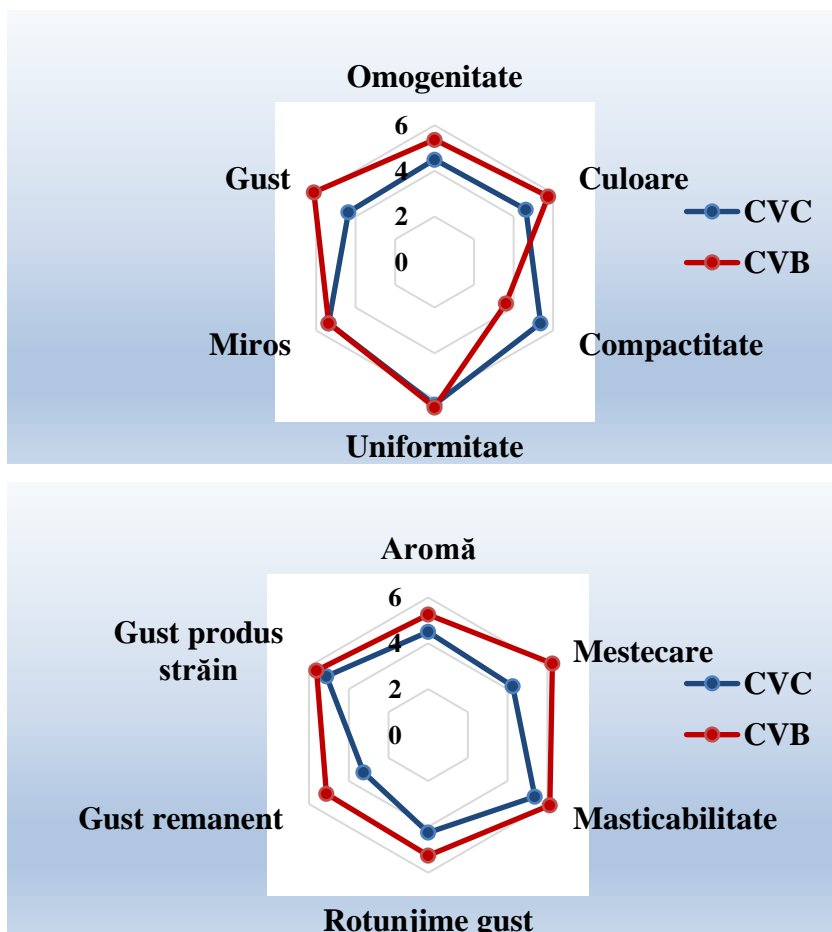 Omogenitate
6
4
2
0
Gust
Culoare
CVC
CVB
Miros
Compactitate
Uniformitate
Aromă
6
4
2
0
Gust produs
străin
Mestecare
CVC
CVB
Gust remanent
Masticabilitate
Rotunjime gust